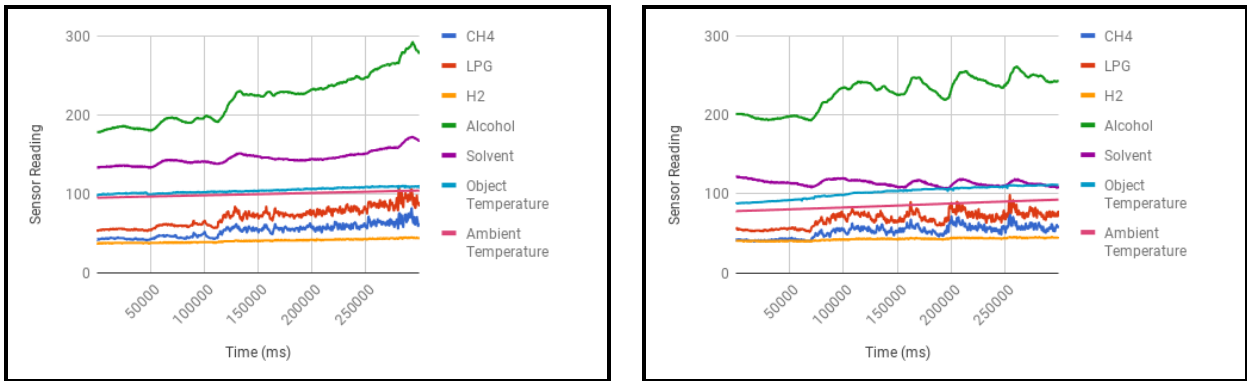 300
200
100
0
Sensor Reading
50000
100000
150000
200000
250000
Time (ms)
CH4
LPG
H2
Alcohol
Solvent
Object
Temperature
Ambient
Temperature
300
200
100
0
Sensor Reading
50000
100000
150000
200000
250000
Time (ms)
CH4
LPG
H2
Alcohol
Solvent
Object
Temperature
Ambient
Temperature